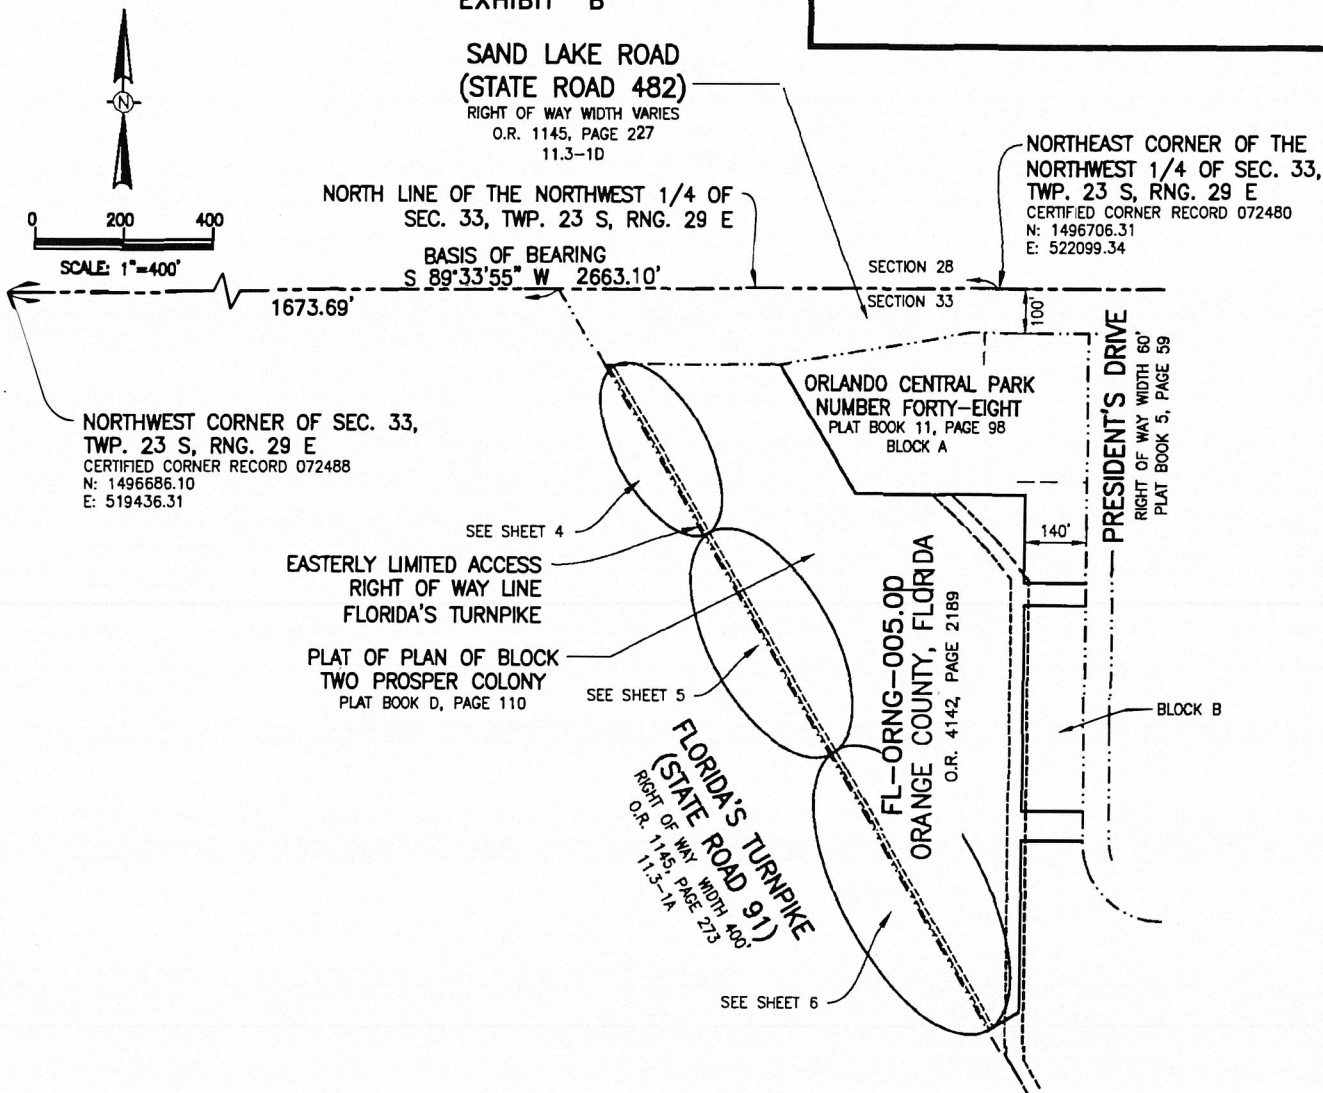 EXHIBIT "B"
SAND LAKE ROAD
(STATE ROAD 482)
RIGHT OF WAY WIDTH VARIES
O.R. 1145, PAGE 227
11.3-1D
N
0 200 400
SCALE: 1"=400'
NORTH LINE OF THE NORTHWEST 1/4 OF
SEC. 33, TWP. 23 S, RNG. 29 E
BASIS OF BEARING
S 89°33'55" W 2663.10'
1673.69'
NORTHEAST CORNER OF THE
NORTHWEST 1/4 OF SEC. 33,
TWP. 23 S, RNG. 29 E
CERTIFIED CORNER RECORD 072480
N: 1496706.31
E: 522099.34
SECTION 28
SECTION 33
100'
NORTHWEST CORNER OF SEC. 33,
TWP. 23 S, RNG. 29 E
CERTIFIED CORNER RECORD 072488
N: 1496686.10
E: 519436.31
ORLANDO CENTRAL PARK
NUMBER FORTY-EIGHT
PLAT BOOK 11, PAGE 98
BLOCK A
PRESIDENT'S DRIVE
RIGHT OF WAY WIDTH 60'
PLAT BOOK 5, PAGE 59
SEE SHEET 4
140'
EASTERLY LIMITED ACCESS
RIGHT OF WAY LINE
FLORIDA'S TURNPIKE
PLAT OF PLAN OF BLOCK
TWO PROSPER COLONY
PLAT BOOK D, PAGE 110
SEE SHEET 5
FL-ORNG-005.0D
ORANGE COUNTY, FLORIDA
O.R. 4142, PAGE 2189
BLOCK B
FLORIDA'S TURNPIKE
(STATE ROAD 91)
RIGHT OF WAY WIDTH 400'
O.R. 1145, PAGE 273
11.3-1A
SEE SHEET 6